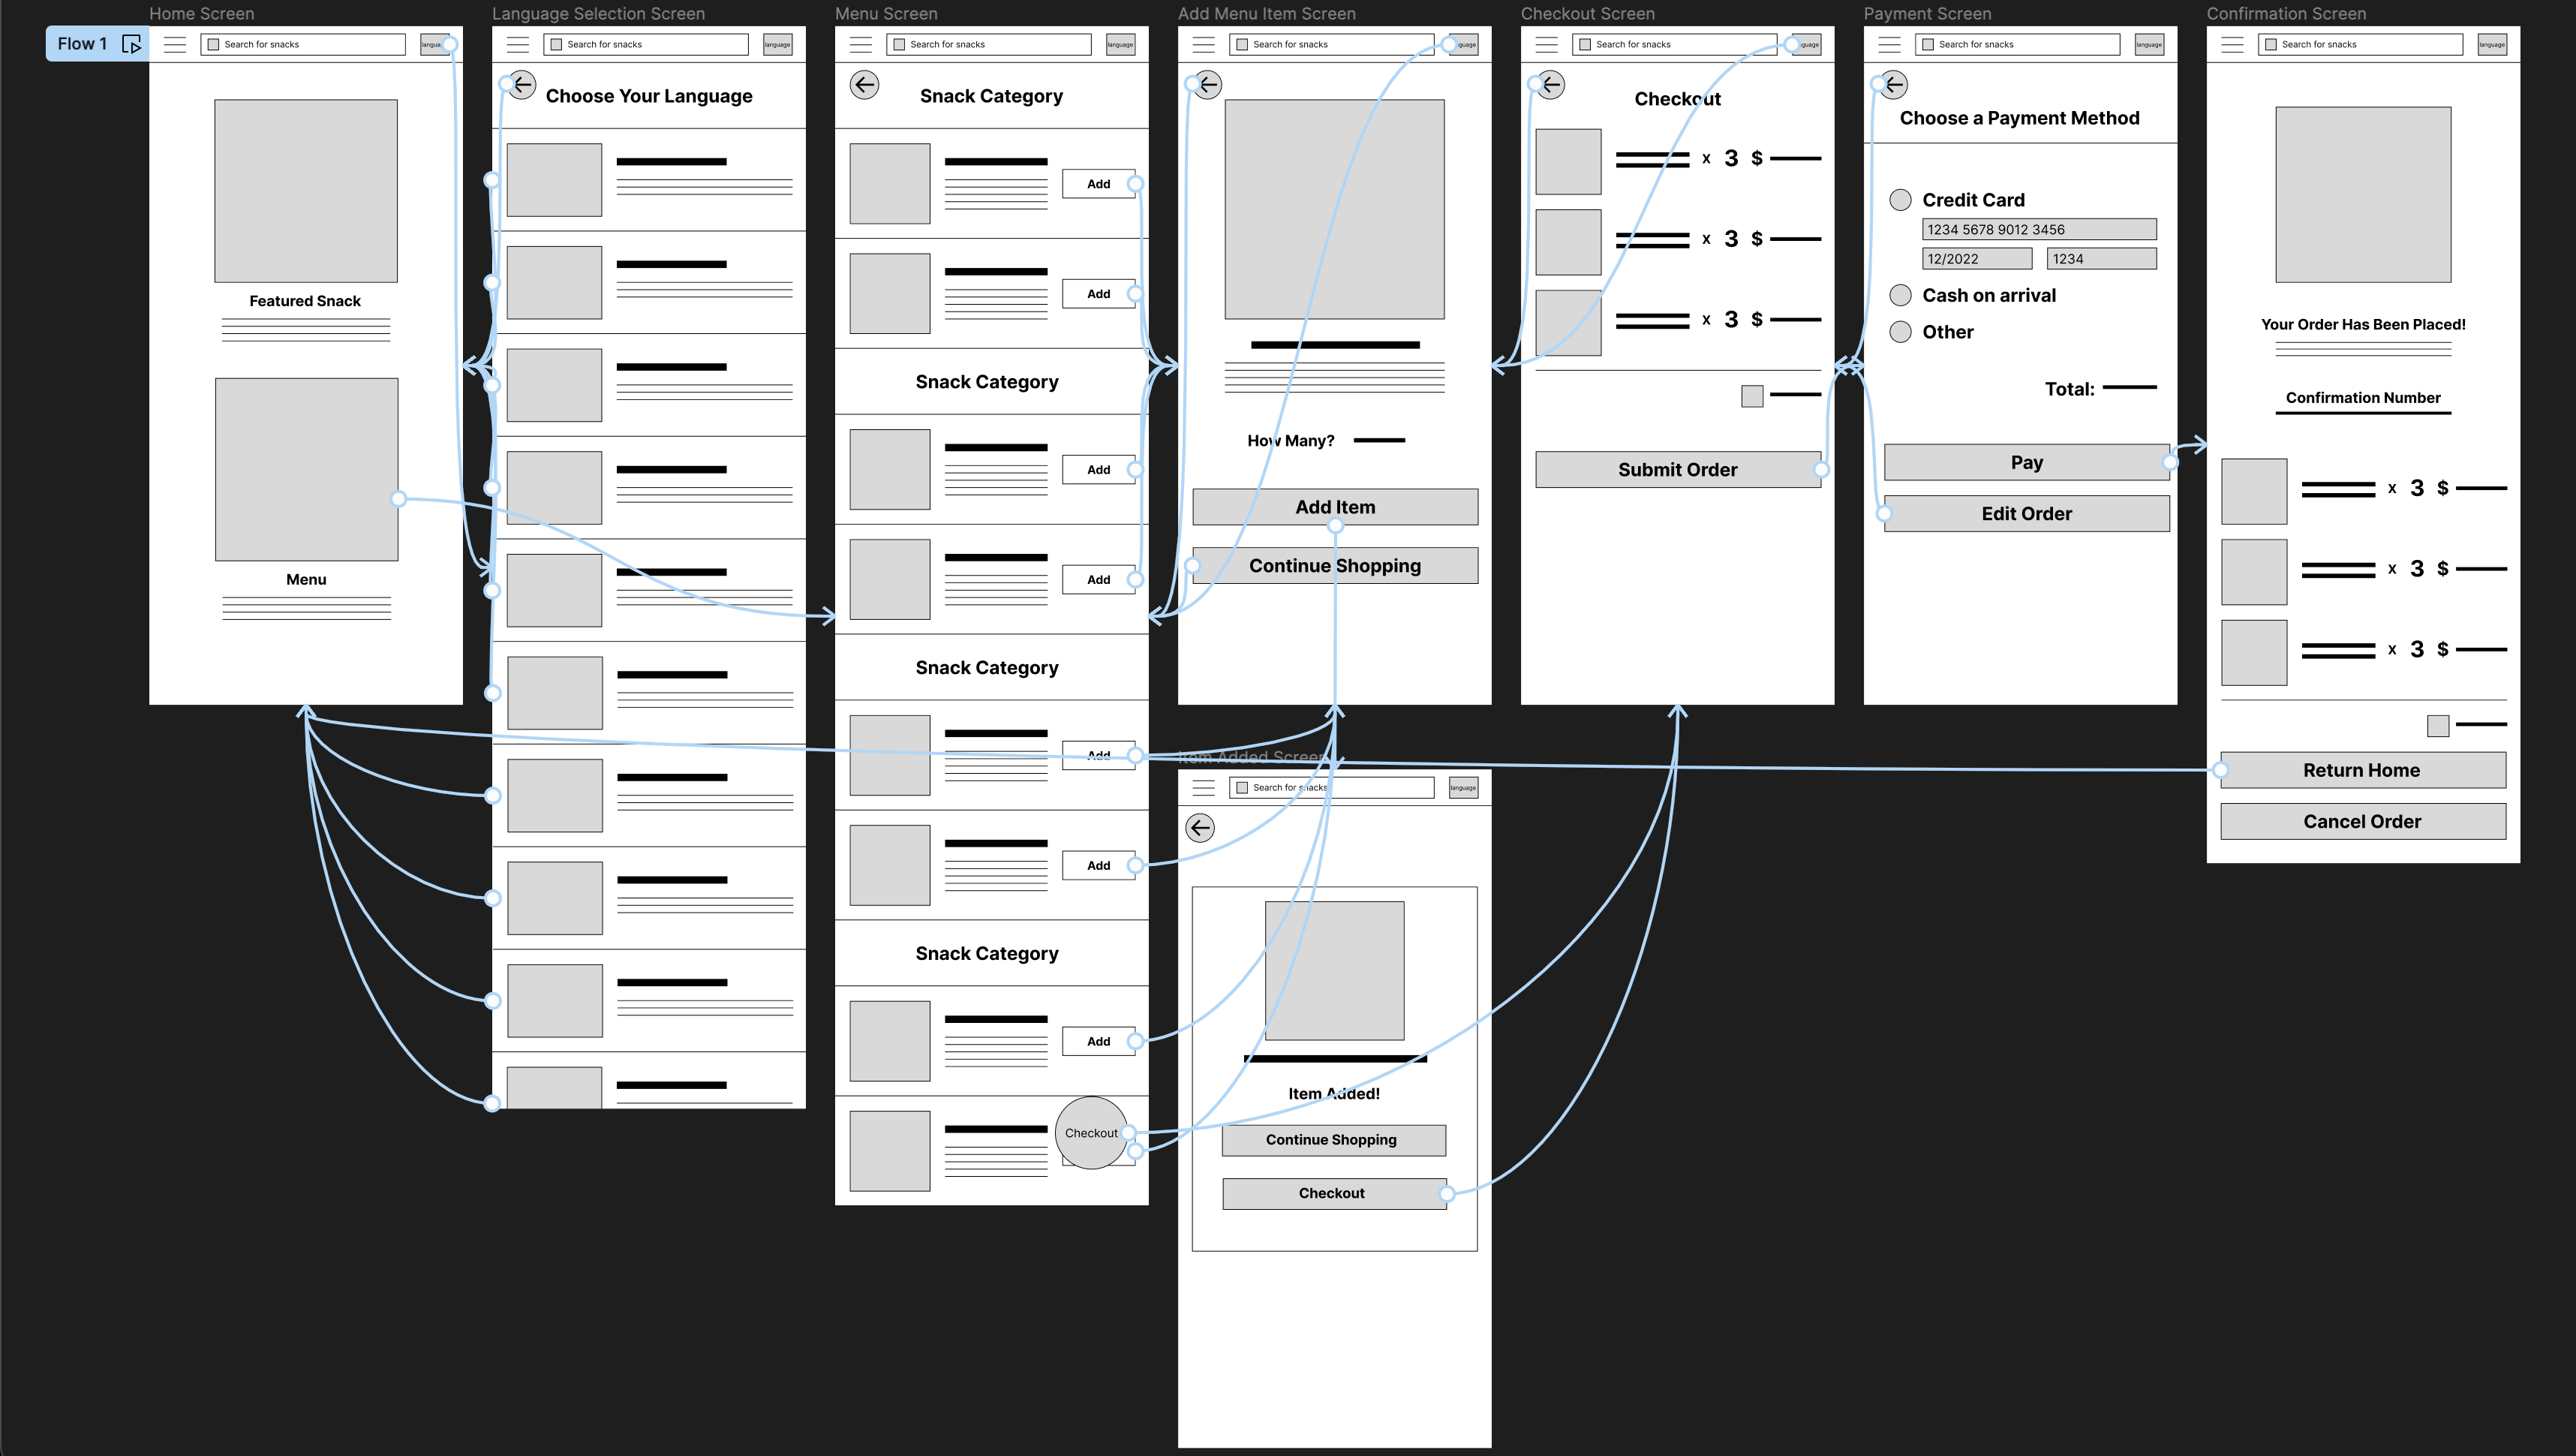 Home Screen
Language Selection Screen
Menu Screen
Add Menu Item Screen
Checkout Screen
Payment Screen
Confirmation Screen
Flow 1
Search for snacks
Search for snacks
language
Choose Your Language
Search for snacks
language
Snack Category
Add
Add
Snack Category
Add
Add
Snack Category
Add
Add
Snack Category
Add
Checkout
Search for snacks
How Many?
Add Item
Continue Shopping
Item Added Screen
Search for snacks
language
Item Added!
Continue Shopping
Checkout
Search for snacks
Checkout
x 3 $
x 3 $
x 3 $
Submit Order
Search for snacks
language
Choose a Payment Method
Credit Card
1234 5678 9012 3456
12/2022 1234
Cash on arrival
Other
Total:
Pay
Edit Order
Search for snacks
language
Your Order Has Been Placed!
Confirmation Number
x 3 $
x 3 $
x 3 $
Return Home
Cancel Order